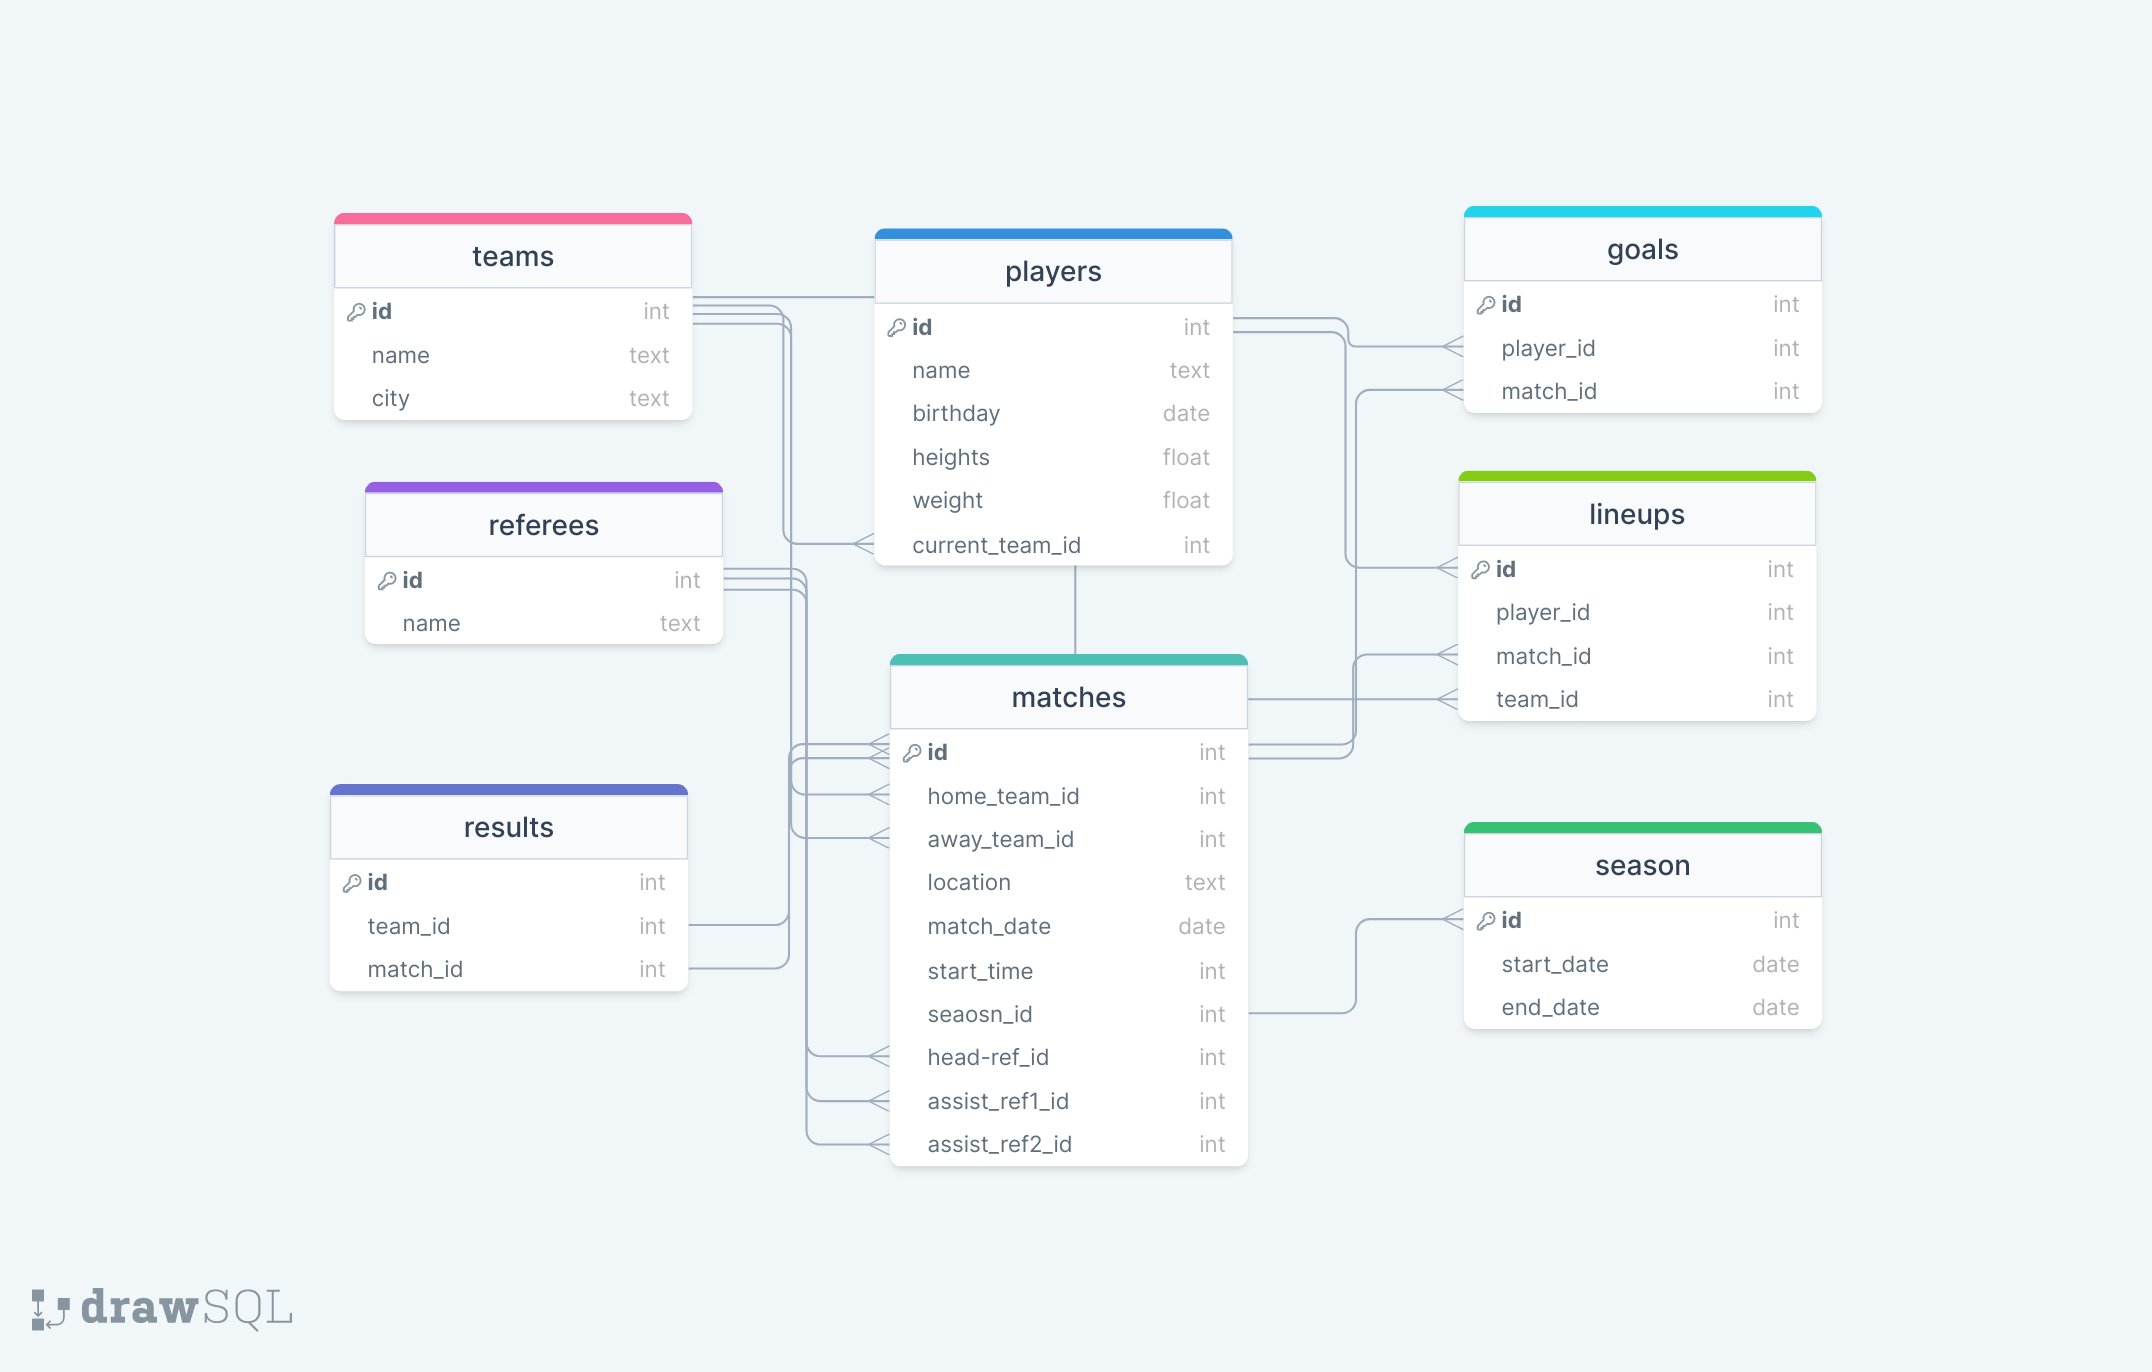 teams
id int
name text
city text
players
id int
name text
birthday date
heights float
weight float
current_team_id int
goals
id int
player_id int
match_id int
referees
id int
name text
lineups
id int
player_id int
match_id int
team_id int
matches
id int
home_team_id int
away_team_id int
location text
match_date date
start_time int
seaosn_id int
head-ref_id int
assist_ref1_id int
assist_ref2_id int
results
id int
team_id int
match_id int
season
id int
start_date date
end_date date
drawSQL